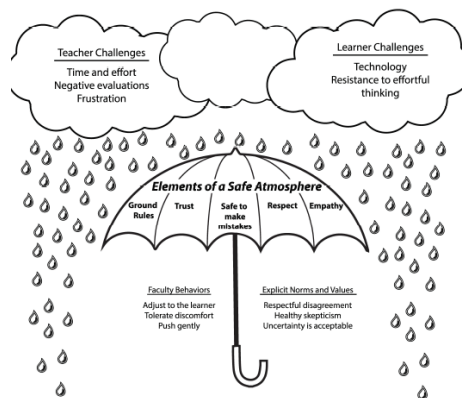 Teacher Challenges
Time and effort
Negative evaluations
Frustration
Learner Challenges
Technology
Resistance to effortful
thinking
Elements of a Safe Atmosphere
Ground
Rules
Trust
Safe to
make
mistakes
Respect
Empathy
Faculty Behaviors
Adjust to the learner
Tolerate discomfort
Push gently
Explicit Norms and Values
Respectful disagreement
Healthy skepticism
Uncertainty is acceptable